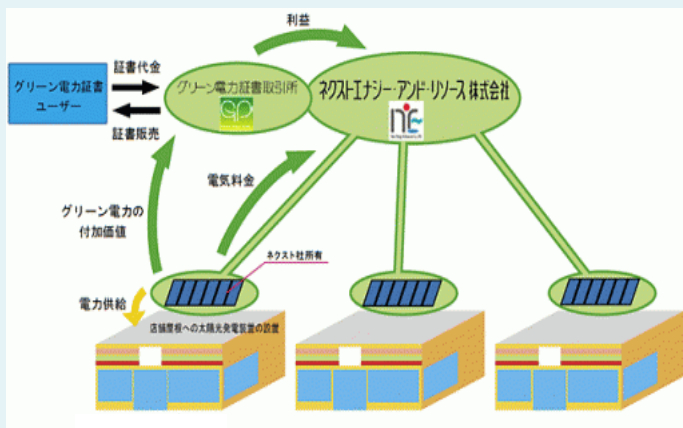 利益
証書代金
グリーン電力証書
ユーザー
証書販売
グリーン電力証書取引所
GP
ネクストエナジー・アンド・リソース株式会社
nE
電気料金
グリーン電力の
付加価値
ネクスト社所有
電力供給
店舗屋根への太陽光発電装置の設置